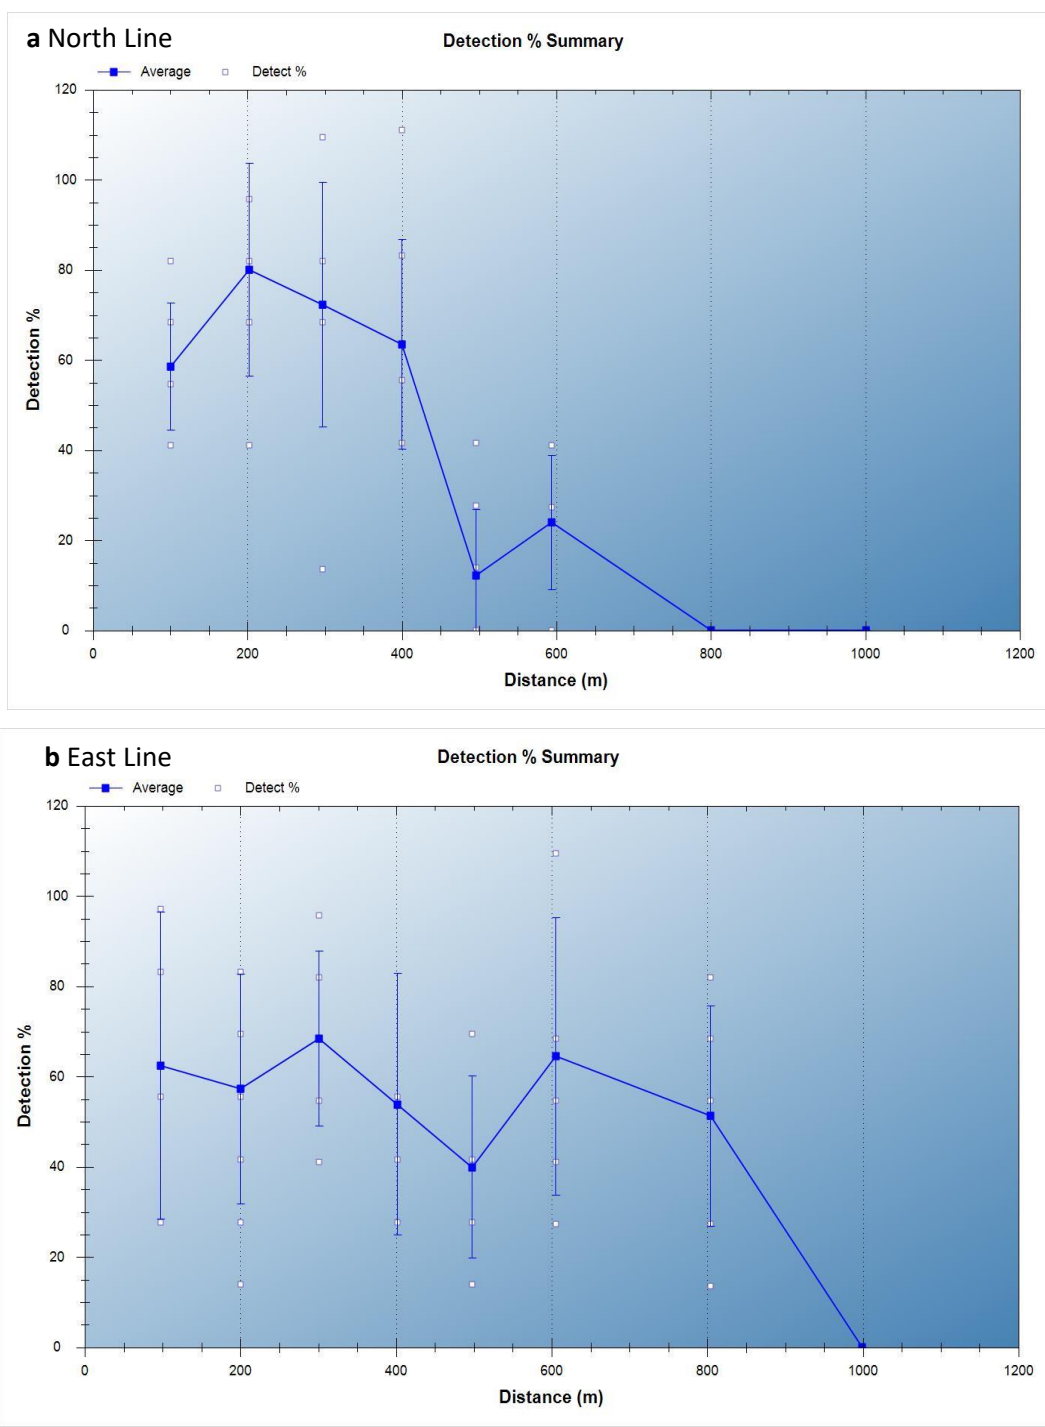 a North Line
Detection % Summary
Average
Detect %
120
100
80
60
40
20
0
Detection %
0 200 400 600 800 1000 1200
Distance (m)
b East Line
Detection % Summary
Average
Detect %
120
100
80
60
40
20
0
Detection %
0 200 400 600 800 1000 1200
Distance (m)